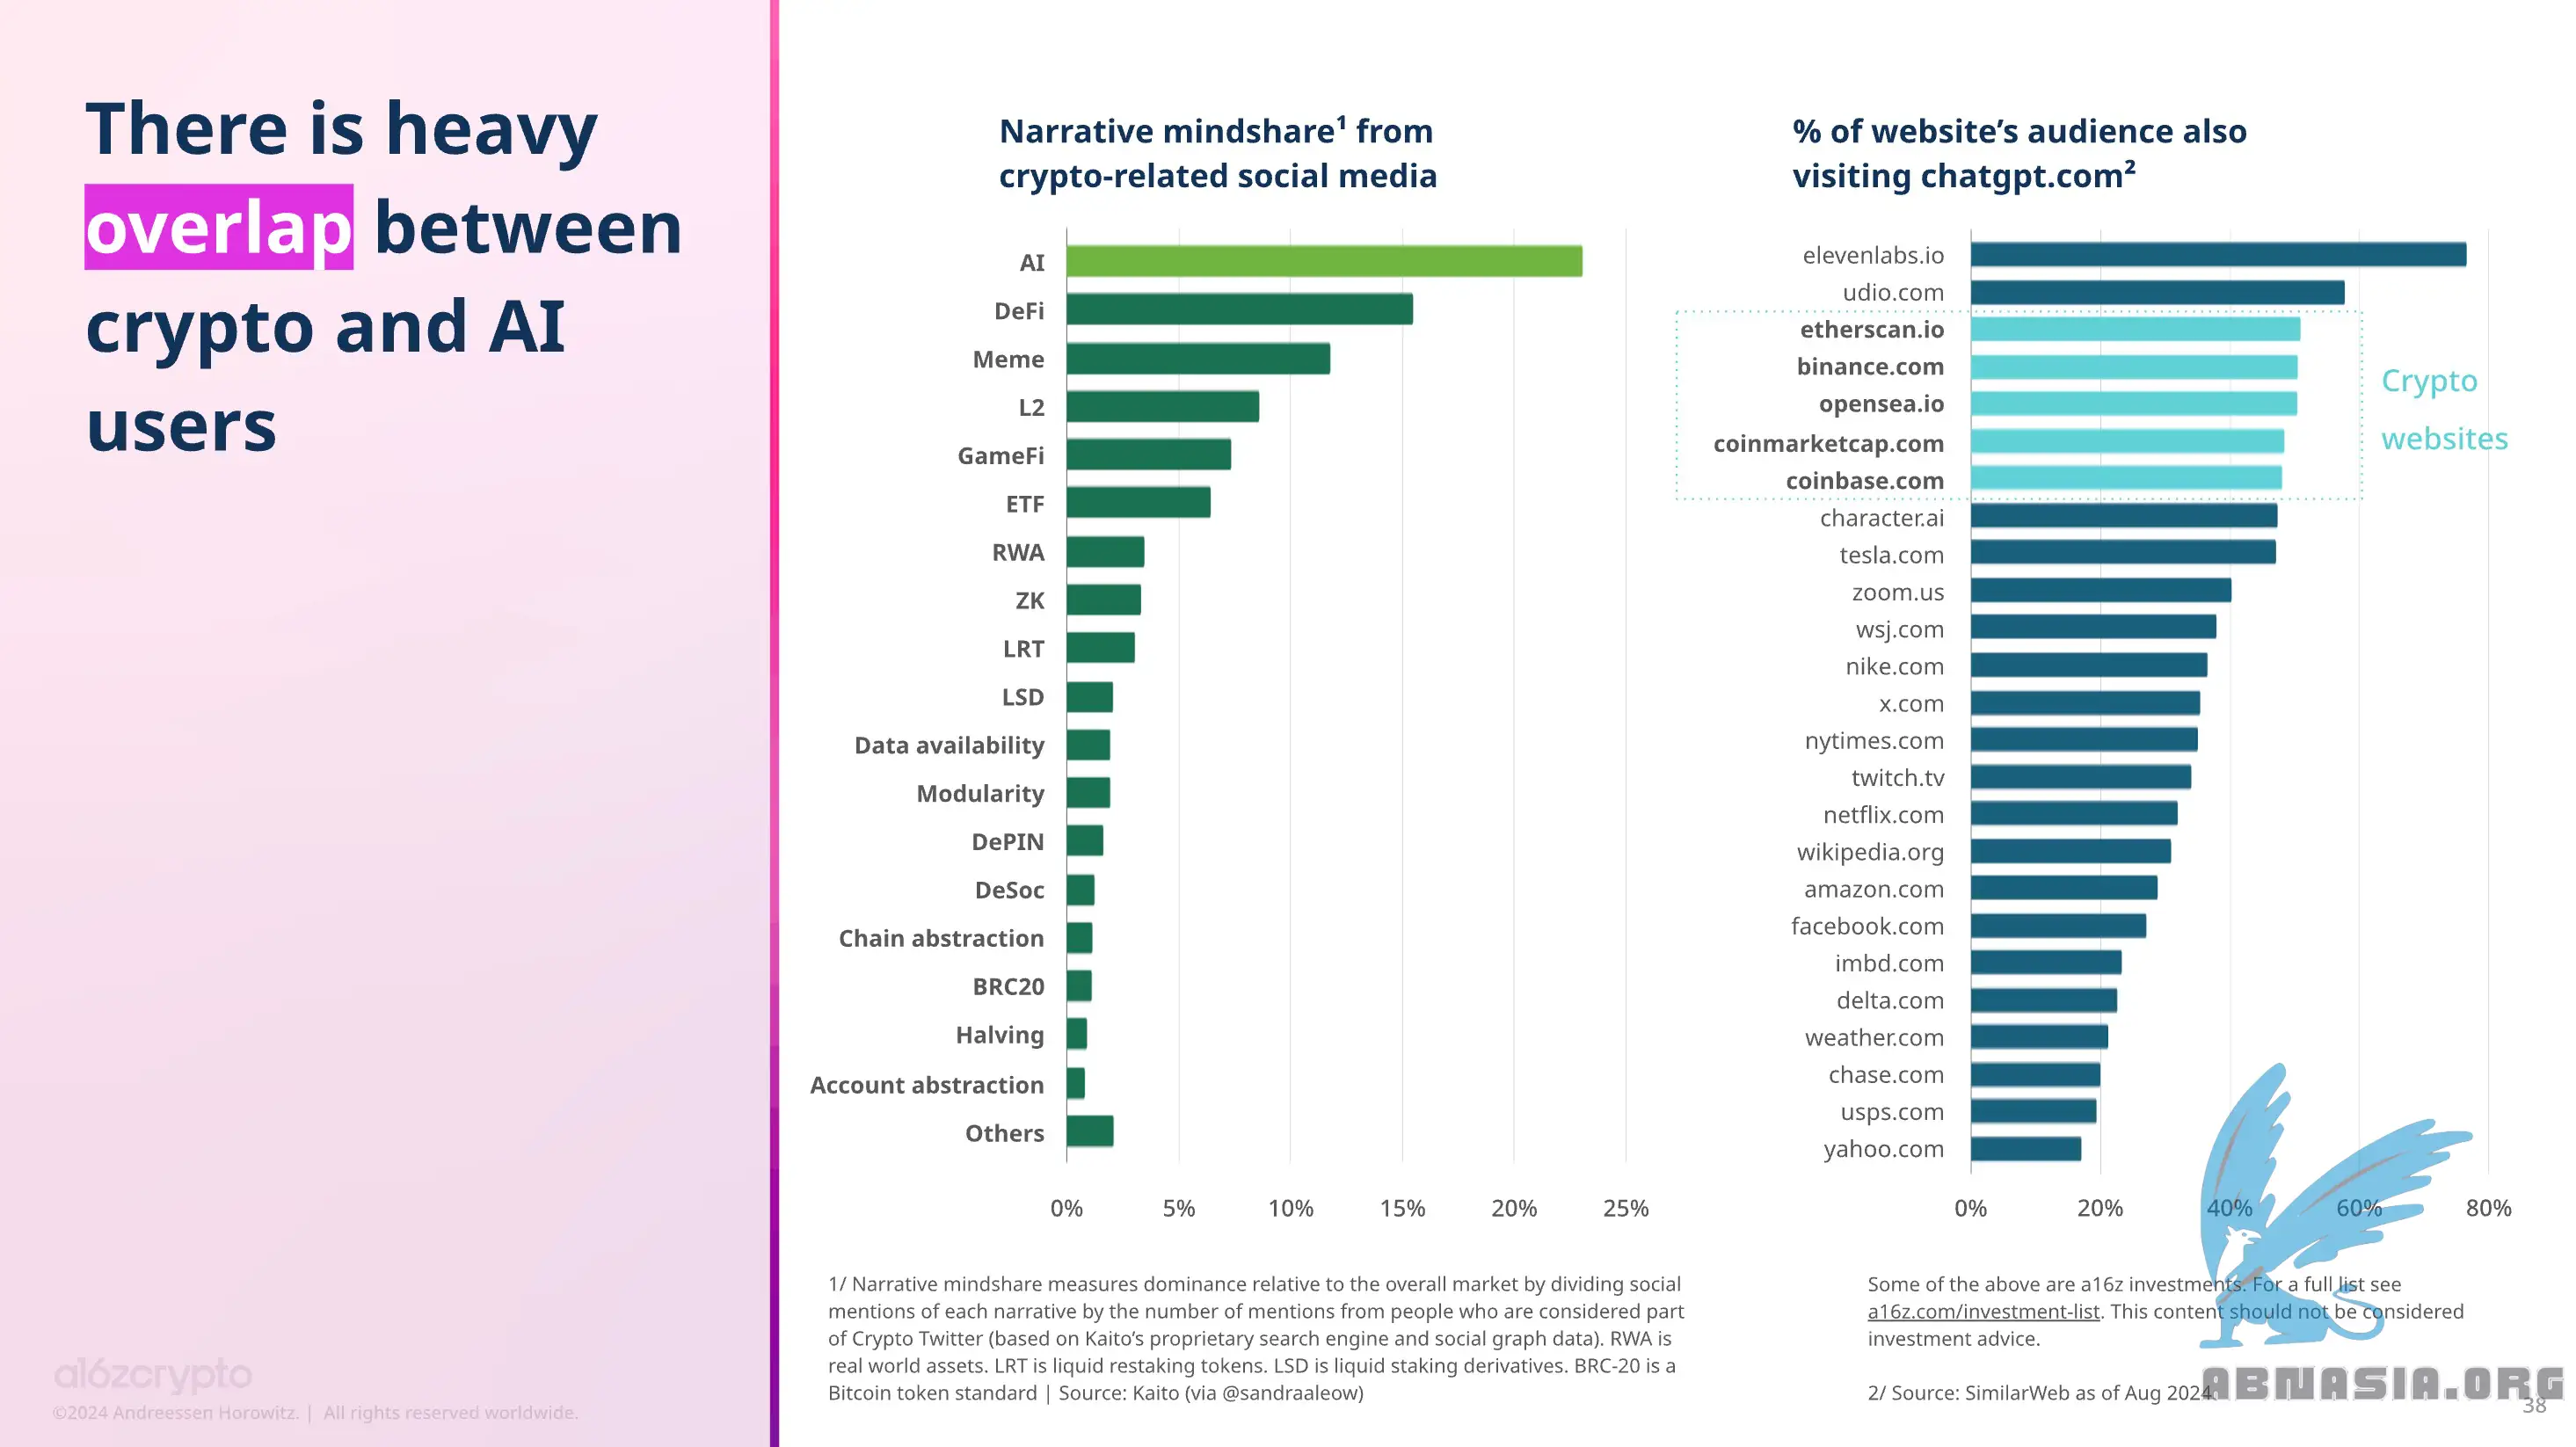 There is heavy
overlap between
crypto and AI
users
Narrative mindshare¹ from
crypto-related social media
AI
DeFi
Meme
L2
GameFi
ETF
RWA
ZK
LRT
LSD
Data availability
Modularity
DePIN
DeSoc
Chain abstraction
BRC20
Halving
Account abstraction
Others
0% 5% 10% 15% 20% 25%
1/ Narrative mindshare measures dominance relative to the overall market by dividing social
mentions of each narrative by the number of mentions from people who are considered part
of Crypto Twitter (based on Kaito’s proprietary search engine and social graph data). RWA is
real world assets. LRT is liquid restaking tokens. LSD is liquid staking derivatives. BRC-20 is a
Bitcoin token standard | Source: Kaito (via @sandraaleow)
% of website’s audience also
visiting chatgpt.com²
elevenlabs.io
udio.com
etherscan.io
binance.com
opensea.io
coinmarketcap.com
coinbase.com
Crypto
websites
character.ai
tesla.com
zoom.us
wsj.com
nike.com
x.com
nytimes.com
twitch.tv
netflix.com
wikipedia.org
amazon.com
facebook.com
imbd.com
delta.com
weather.com
chase.com
usps.com
yahoo.com
0% 20% 40% 60% 80%
Some of the above are a16z investments. For a full list see
a16z.com/investment-list. This content should not be considered
investment advice.
2/ Source: SimilarWeb as of Aug 2024
ABNASIA.ORG
38
a16zcrypto
©2024 Andreessen Horowitz. | All rights reserved worldwide.